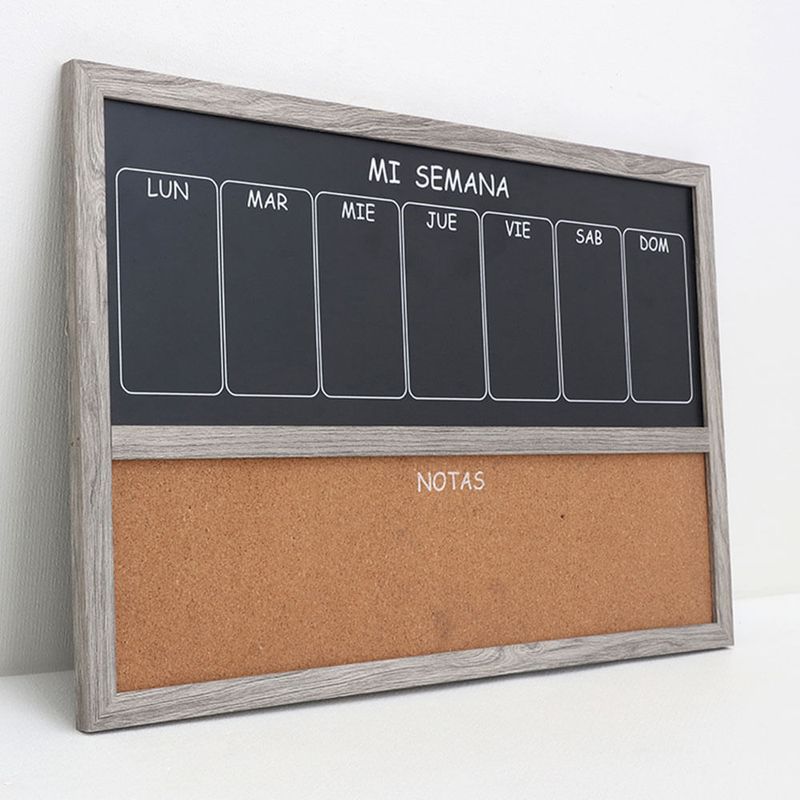 MI SEMANA
LUN MAR MIE JUE VIE SAB DOM
NOTAS